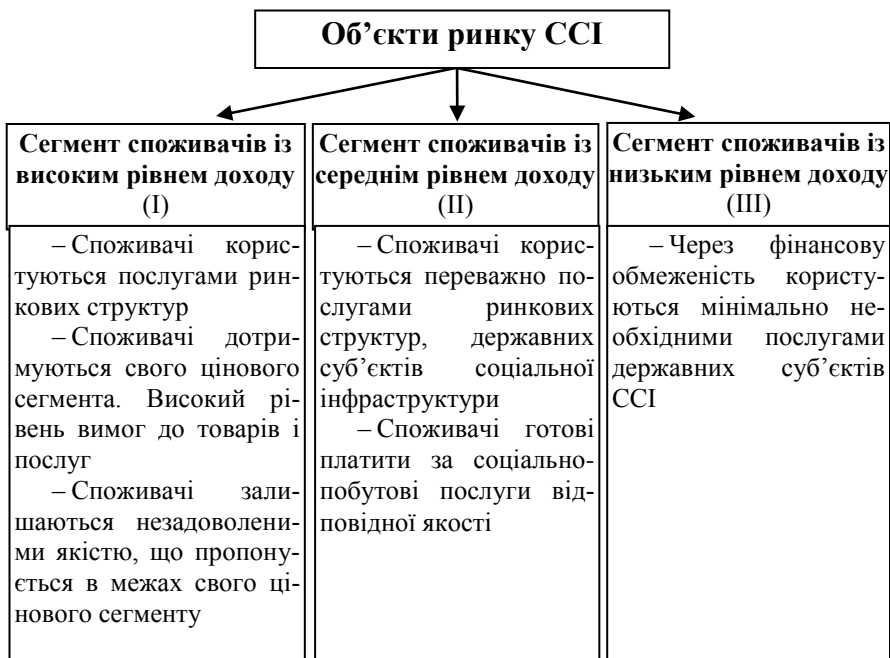 Об’єкти ринку ССІ
Сегмент споживачів із
високим рівнем доходу
(I)
– Споживачі корис-
туються послугами рин-
кових структур
– Споживачі дотри-
муються свого цінового
сегмента. Високий рі-
вень вимог до товарів і
послуг
– Споживачі зали-
шаються незадоволени-
ми якістю, що пропону-
ється в межах свого ці-
нового сегменту
Сегмент споживачів із
середнім рівнем доходу
(II)
– Споживачі корис-
туються переважно по-
слугами ринкових
структур, державних
суб’єктів соціальної
інфраструктури
– Споживачі готові
платити за соціально-
побутові послуги від-
повідної якості
Сегмент споживачів із
низьким рівнем доходу
(III)
– Через фінансову
обмеженість користу-
ються мінімально не-
обхідними послугами
державних суб’єктів
ССІ